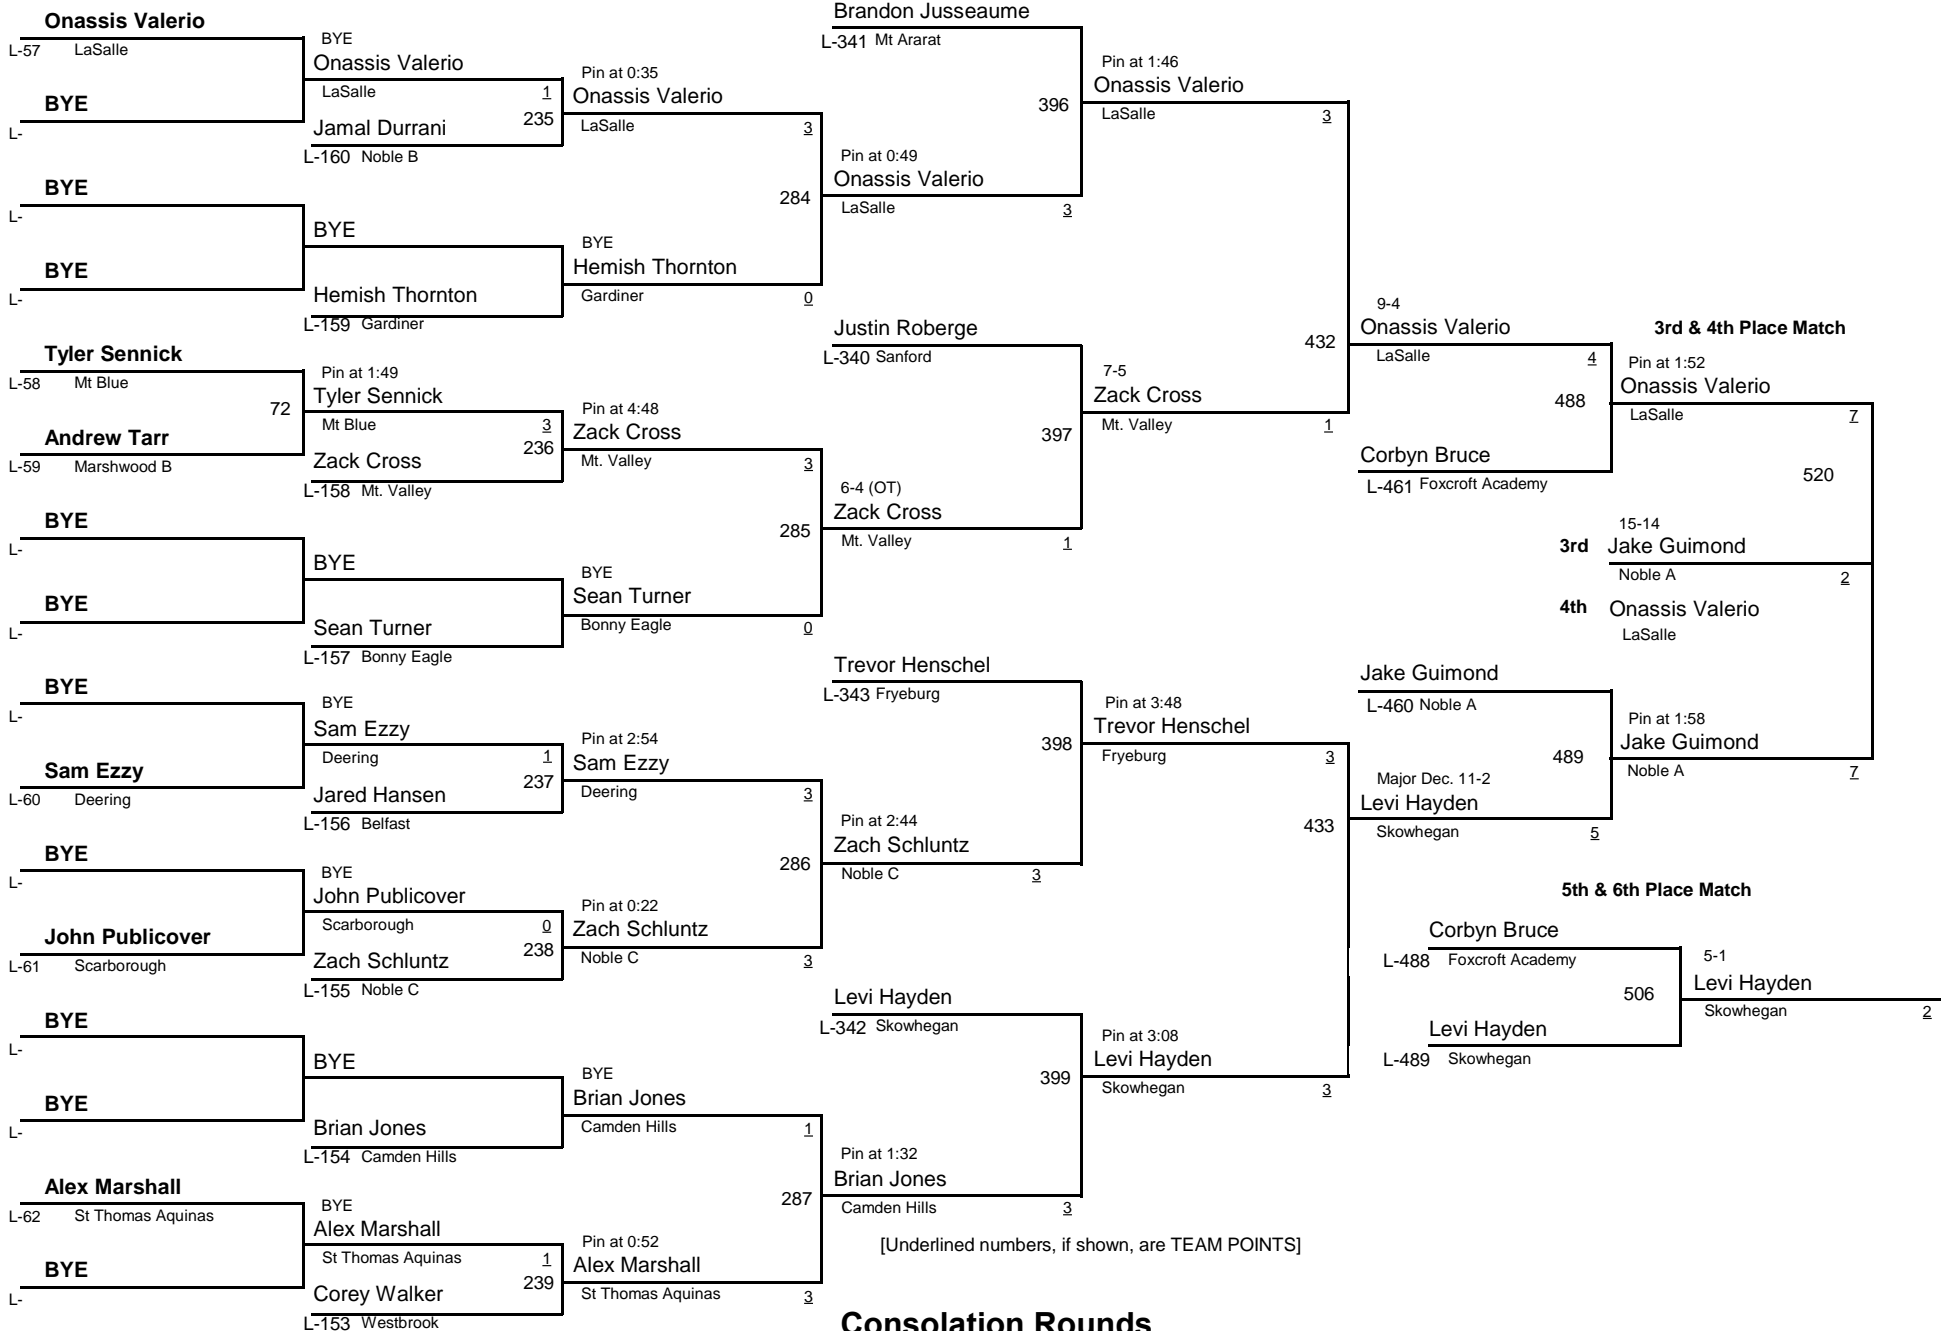 Onassis Valerio
L-57 LaSalle
BYE
L-
BYE
L-
BYE
L-
Tyler Sennick
L-58 Mt Blue
72
Andrew Tarr
L-59 Marshwood B
BYE
L-
BYE
L-
BYE
L-
Sam Ezzy
L-60 Deering
BYE
L-
John Publicover
L-61 Scarborough
BYE
L-
BYE
L-
Alex Marshall
L-62 St Thomas Aquinas
BYE
L-
BYE
Onassis Valerio
LaSalle 1
235
Jamal Durrani
L-160 Noble B
BYE
Hemish Thornton
L-159 Gardiner
Pin at 1:49
Tyler Sennick
Mt Blue 3
236
Zack Cross
L-158 Mt. Valley
BYE
Sean Turner
L-157 Bonny Eagle
BYE
Sam Ezzy
Deering 1
237
Jared Hansen
L-156 Belfast
BYE
John Publicover
Scarborough 0
238
Zach Schluntz
L-155 Noble C
BYE
Brian Jones
L-154 Camden Hills
BYE
Alex Marshall
St Thomas Aquinas 1
239
Corey Walker
L-153 Westbrook
Pin at 0:35
Onassis Valerio
LaSalle 3
284
BYE
Hemish Thornton
Gardiner 0
Pin at 4:48
Zack Cross
Mt. Valley 3
285
BYE
Sean Turner
Bonny Eagle 0
Pin at 2:54
Sam Ezzy
Deering 3
286
Pin at 0:22
Zach Schluntz
Noble C 3
BYE
Brian Jones
Camden Hills 1
287
Pin at 0:52
Alex Marshall
St Thomas Aquinas 3
Brandon Jusseaume
L-341 Mt Ararat
396
Pin at 0:49
Onassis Valerio
LaSalle 3
Justin Roberge
L-340 Sanford
397
6-4 (OT)
Zack Cross
Mt. Valley 1
Trevor Henschel
L-343 Fryeburg
398
Pin at 2:44
Zach Schluntz
Noble C 3
Levi Hayden
L-342 Skowhegan
399
Pin at 1:32
Brian Jones
Camden Hills 3
Pin at 1:46
Onassis Valerio
LaSalle 3
432
7-5
Zack Cross
Mt. Valley 1
Pin at 3:48
Trevor Henschel
Fryeburg 3
433
Pin at 3:08
Levi Hayden
Skowhegan 3
9-4
Onassis Valerio
LaSalle 4
488
Corbyn Bruce
L-461 Foxcroft Academy
Jake Guimond
L-460 Noble A
489
Major Dec. 11-2
Levi Hayden
Skowhegan 5
3rd & 4th Place Match
Pin at 1:52
Onassis Valerio
LaSalle 7
520
15-14
3rd Jake Guimond
Noble A 2
4th Onassis Valerio
LaSalle
Pin at 1:58
Jake Guimond
Noble A 7
5th & 6th Place Match
Corbyn Bruce
L-488 Foxcroft Academy
506
Levi Hayden
L-489 Skowhegan
5-1
Levi Hayden
Skowhegan 2
[Underlined numbers, if shown, are TEAM POINTS]
Consolation Rounds